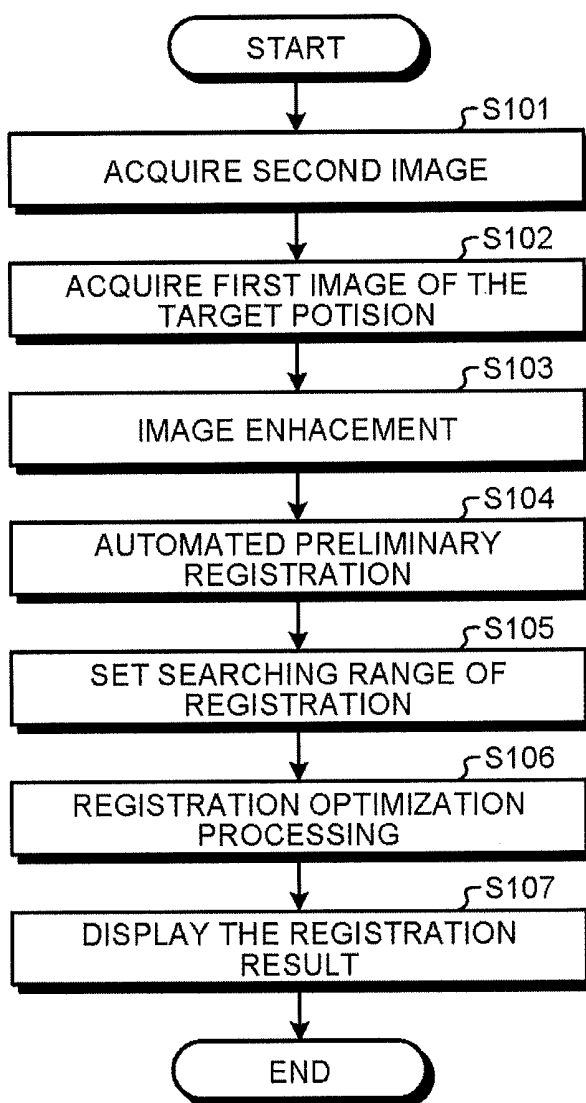 START
S101
ACQUIRE SECOND IMAGE
S102
ACQUIRE FIRST IMAGE OF THE
TARGET POTISION
S103
IMAGE ENHACEMENT
S104
AUTOMATED PRELIMINARY
REGISTRATION
S105
SET SEARCHING RANGE OF
REGISTRATION
S106
REGISTRATION OPTIMIZATION
PROCESSING
S107
DISPLAY THE REGISTRATION
RESULT
END